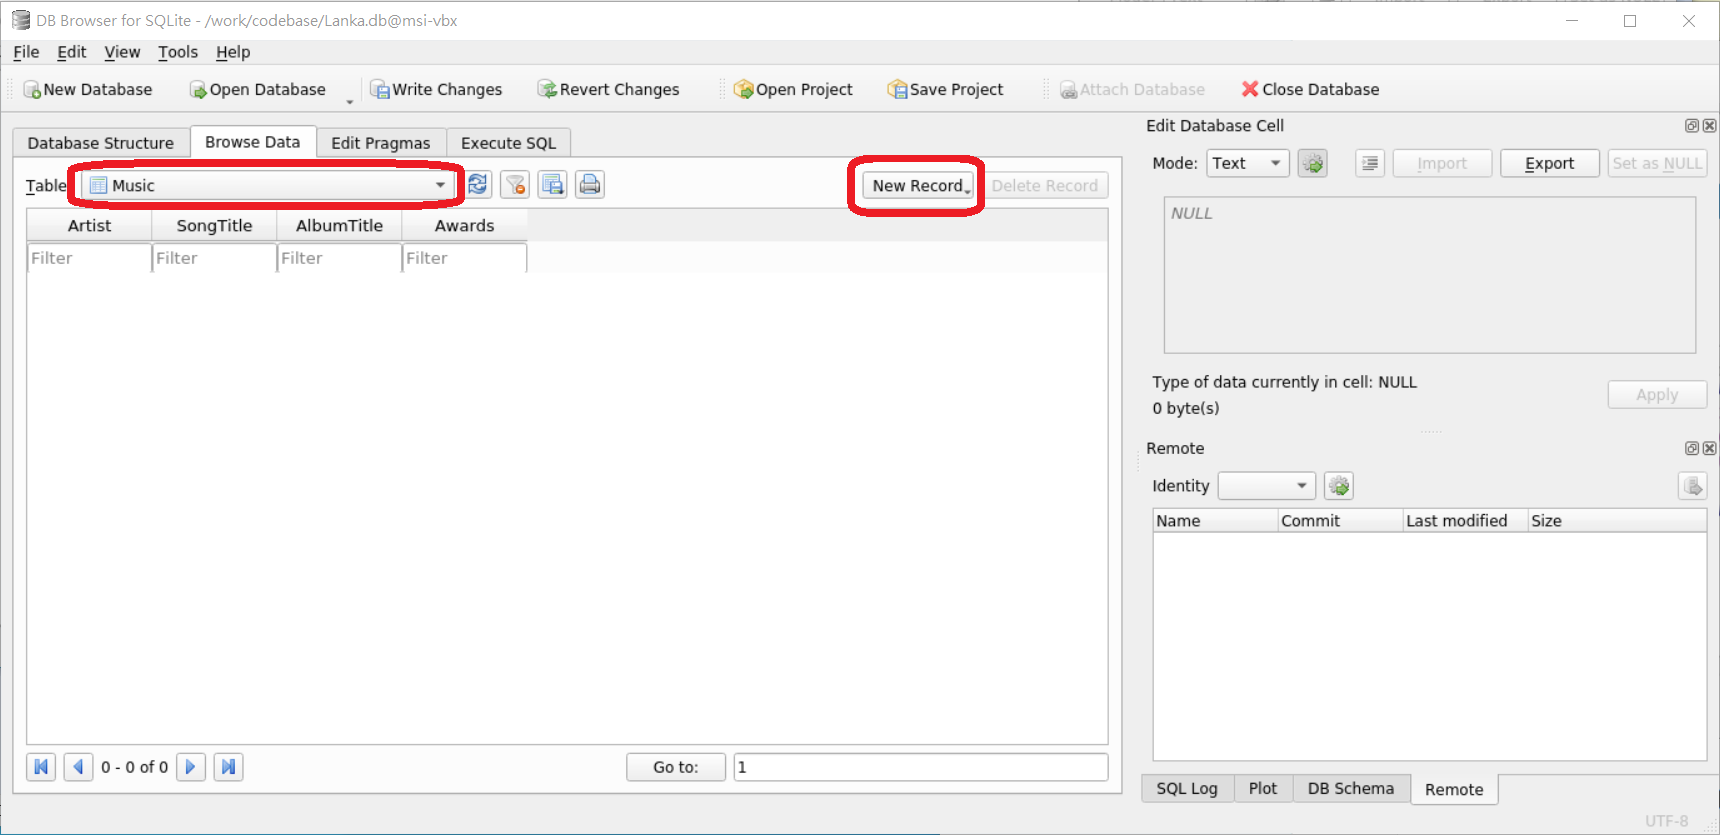 DB Browser for SQLite - /work/codebase/Lanka.db@msi-vbx
File Edit View Tools Help
New Database Open Database Write Changes Revert Changes Open Project Save Project Attach Database Close Database
Database Structure Browse Data Edit Pragmas Execute SQL
Table Music New Record Delete Record
Artist SongTitle AlbumTitle Awards
Filter Filter Filter Filter
0 - 0 of 0 Go to: 1
Edit Database Cell
Mode: Text Import Export Set as NULL
NULL
Type of data currently in cell: NULL
0 byte(s)
Apply
Remote
Identity
Name Commit Last modified Size
SQL Log Plot DB Schema Remote
UTF-8